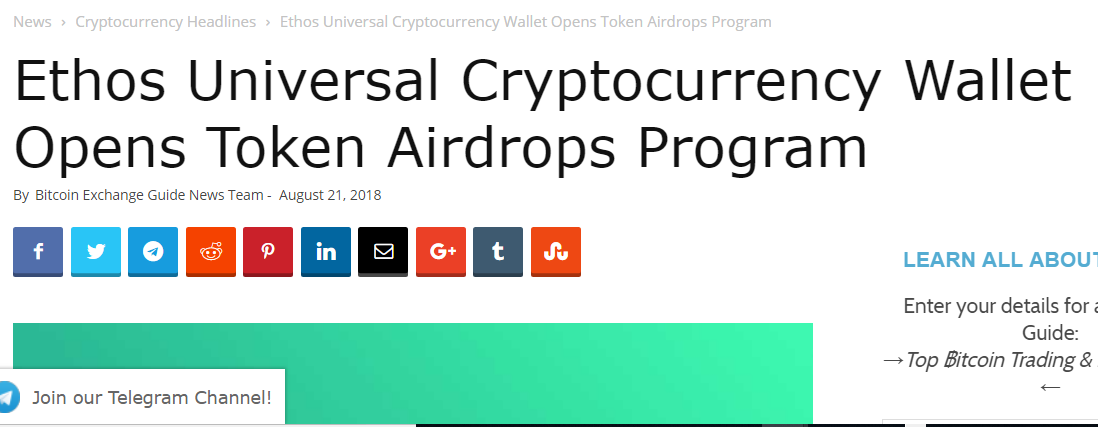 News › Cryptocurrency Headlines › Ethos Universal Cryptocurrency Wallet Opens Token Airdrops Program
Ethos Universal Cryptocurrency Wallet
Opens Token Airdrops Program
By Bitcoin Exchange Guide News Team - August 21, 2018
f
in
G+
t
LEARN ALL ABOUT
Enter your details for a
Guide:
→Top Ƀitcoin Trading &
←
Join our Telegram Channel!